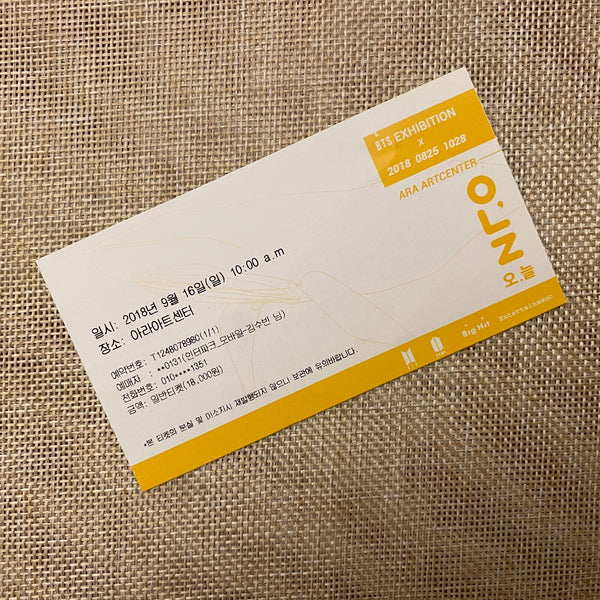 BTS EXHIBITION
x
2018 0825 1028
ARA ARTCENTER
오,늘
일시: 2018년 9월 16일(일) 10:00 a.m
장소: 아라아트센터
예약번호: T1248078980(1/1)
예매자 : **0131(인터파크_모바일-김수빈 님)
전화번호: 010****1351
금액: 일반티켓(18,000원)
*본 티켓의 분실 및 미소지시 재발행되지 않으니 보관에 유의바랍니다.
BTS
Big Hit Entertainment